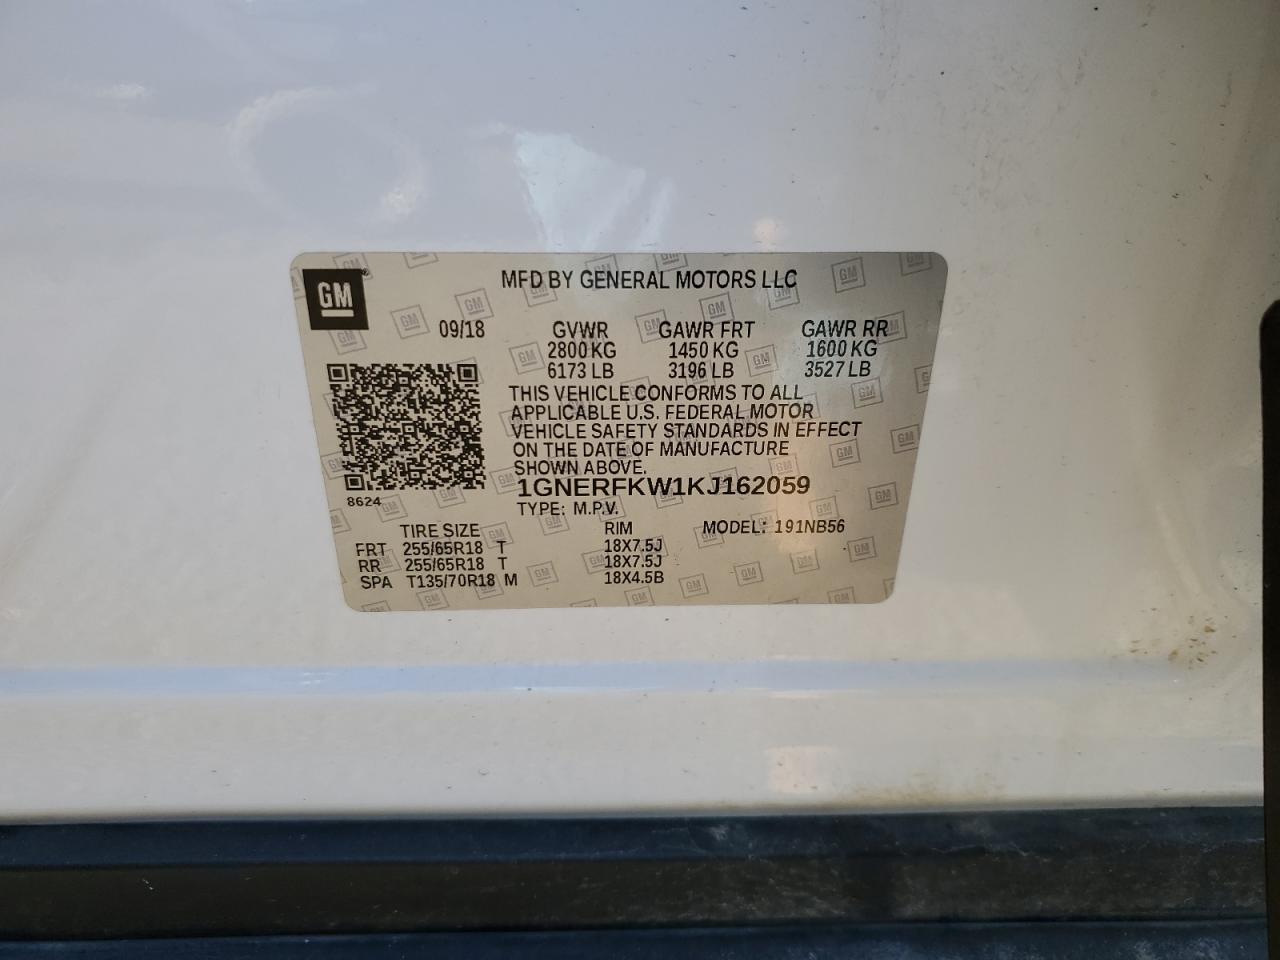 GM
MFD BY GENERAL MOTORS LLC
09/18 GVWR GAWR FRT GAWR RR
2800 KG 1450 KG 1600 KG
6173 LB 3196 LB 3527 LB
THIS VEHICLE CONFORMS TO ALL
APPLICABLE U.S. FEDERAL MOTOR
VEHICLE SAFETY STANDARDS IN EFFECT
ON THE DATE OF MANUFACTURE
SHOWN ABOVE.
1GNERFKW1KJ162059
8624
TYPE: M.P.V.
TIRE SIZE RIM MODEL: 191NB56
FRT 255/65R18 T 18X7.5J
RR 255/65R18 T 18X7.5J
SPA T135/70R18 M 18X4.5B